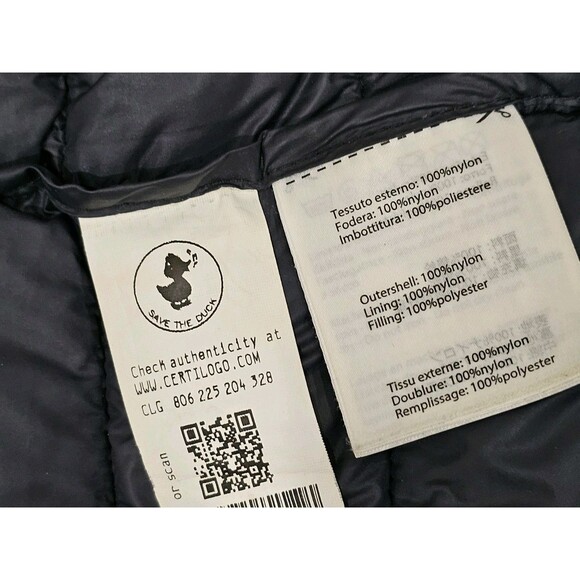 SAVE THE DUCK
Check authenticity at
WWW.CERTILOGO.COM
CLG 806 225 204 328
or scan
Tessuto esterno: 100%nylon
Fodera: 100%nylon
Imbottitura: 100%poliestere
Outershell: 100%nylon
Lining: 100%nylon
Filling: 100%polyester
Tissu externe: 100%nylon
Doublure: 100%nylon
Remplissage: 100%polyester